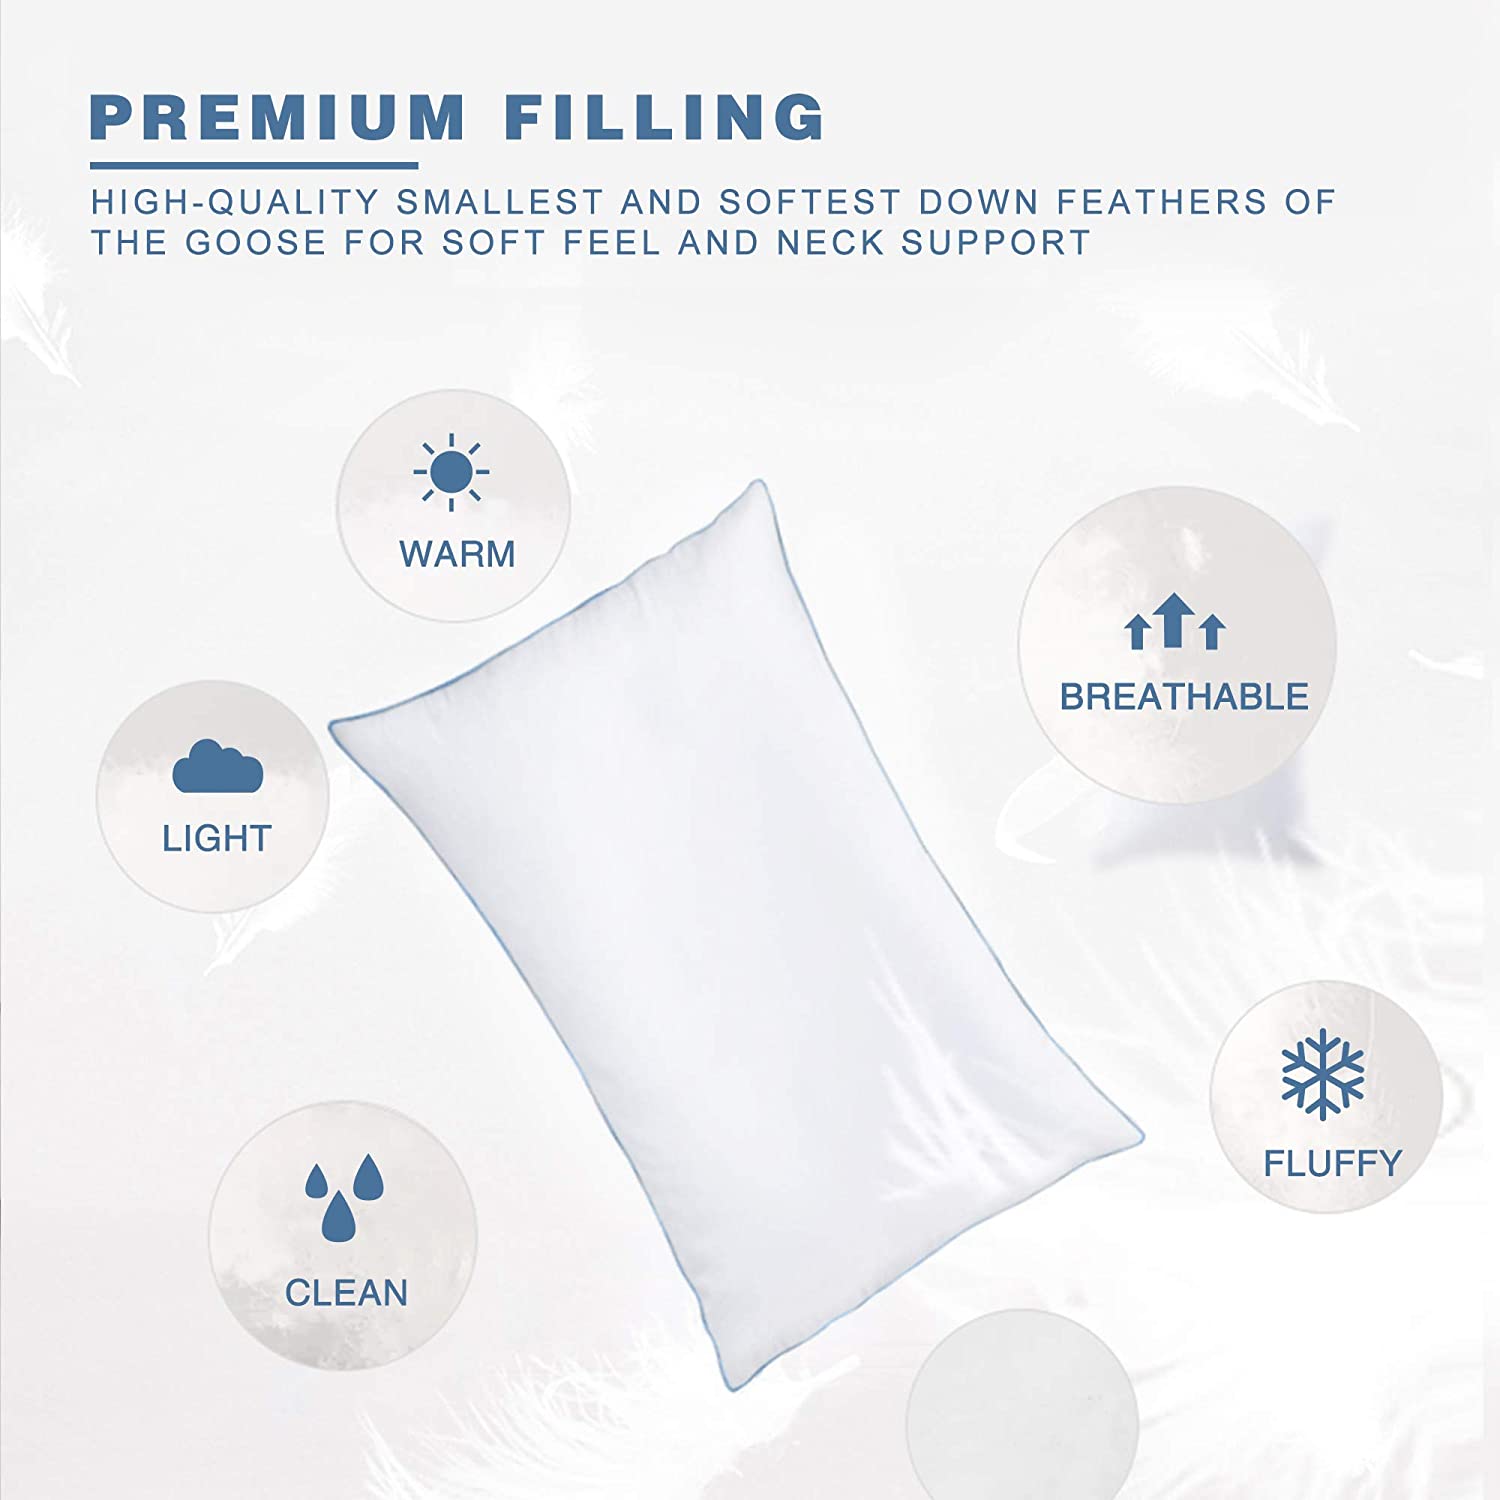 PREMIUM FILLING
HIGH-QUALITY SMALLEST AND SOFTEST DOWN FEATHERS OF
THE GOOSE FOR SOFT FEEL AND NECK SUPPORT
WARM
BREATHABLE
LIGHT
FLUFFY
CLEAN